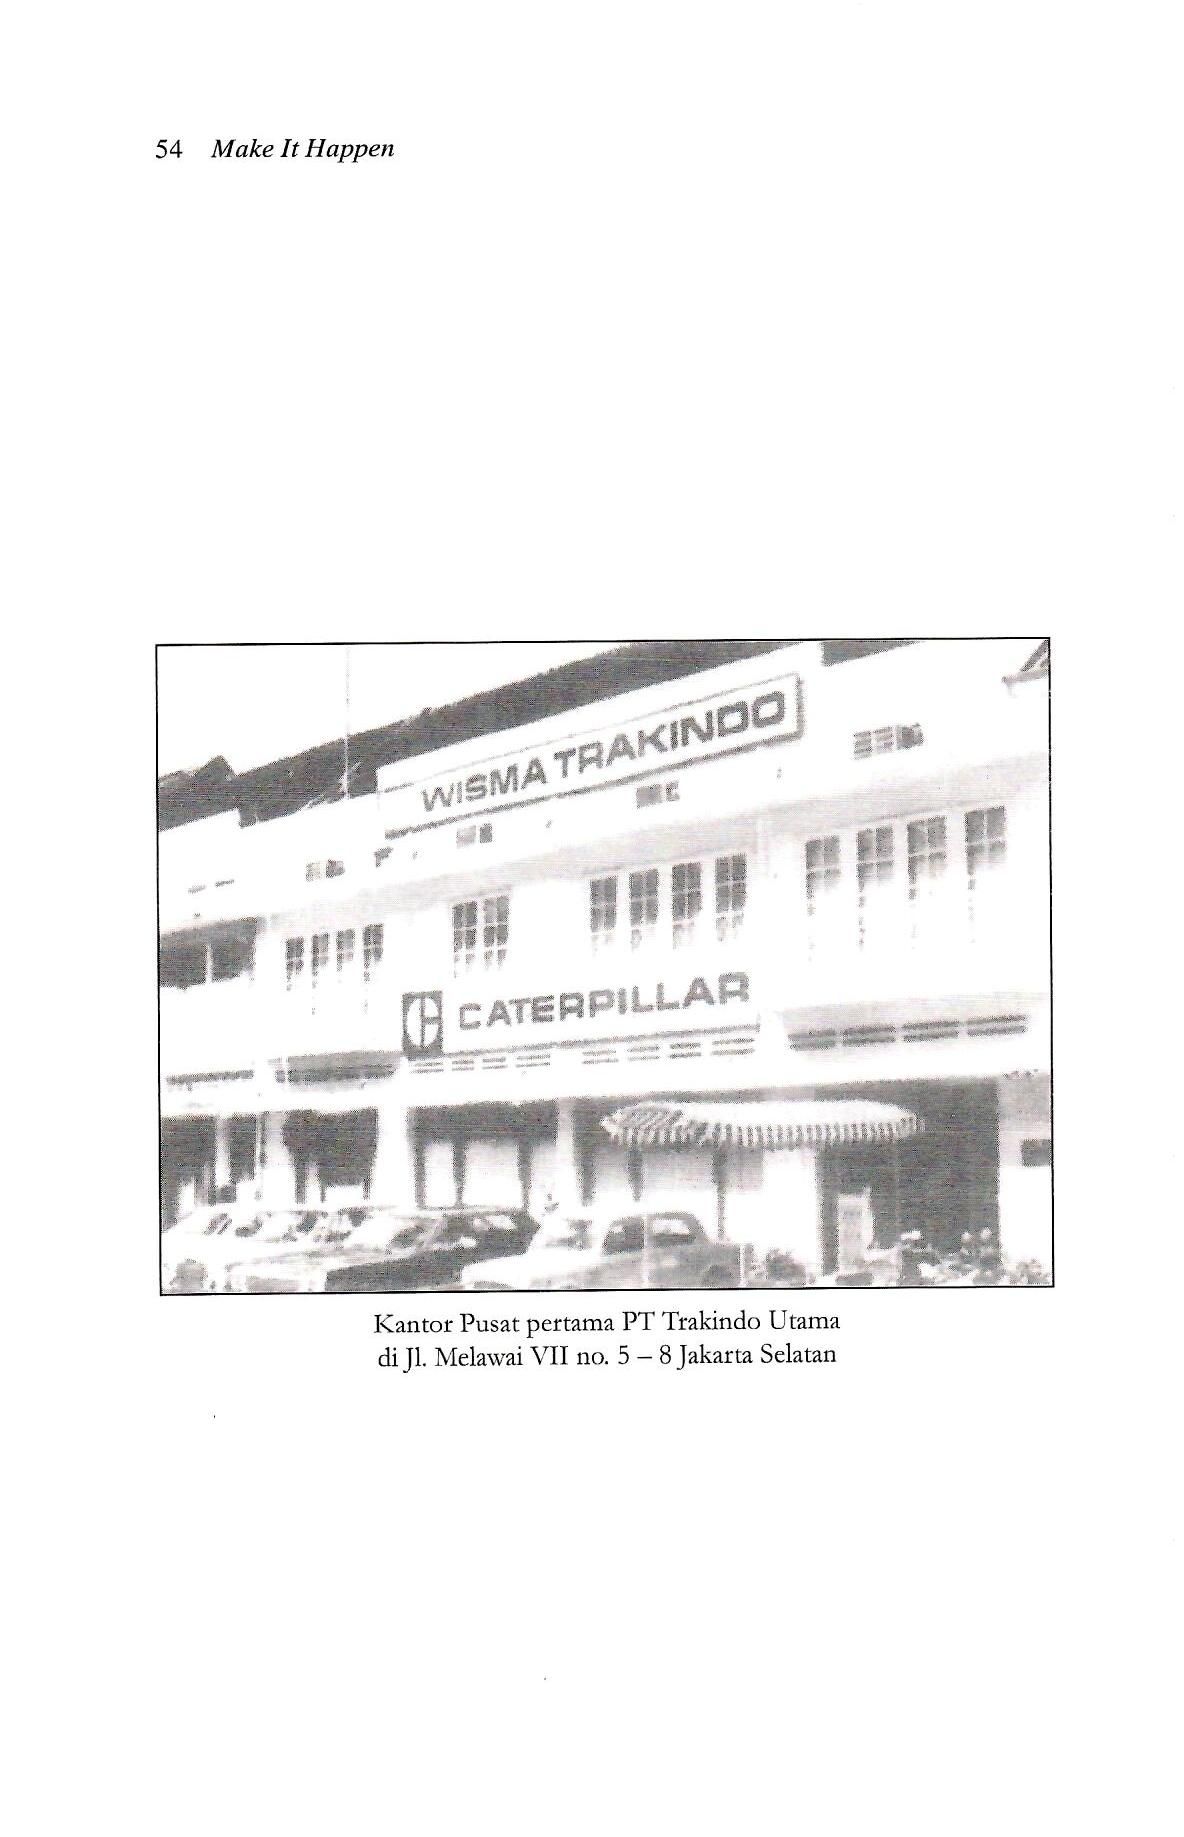 54 Make It Happen
WISMA TRAKINDO
CATERPILLAR
Kantor Pusat pertama PT Trakindo Utama
di Jl. Melawai VII no. 5 – 8 Jakarta Selatan